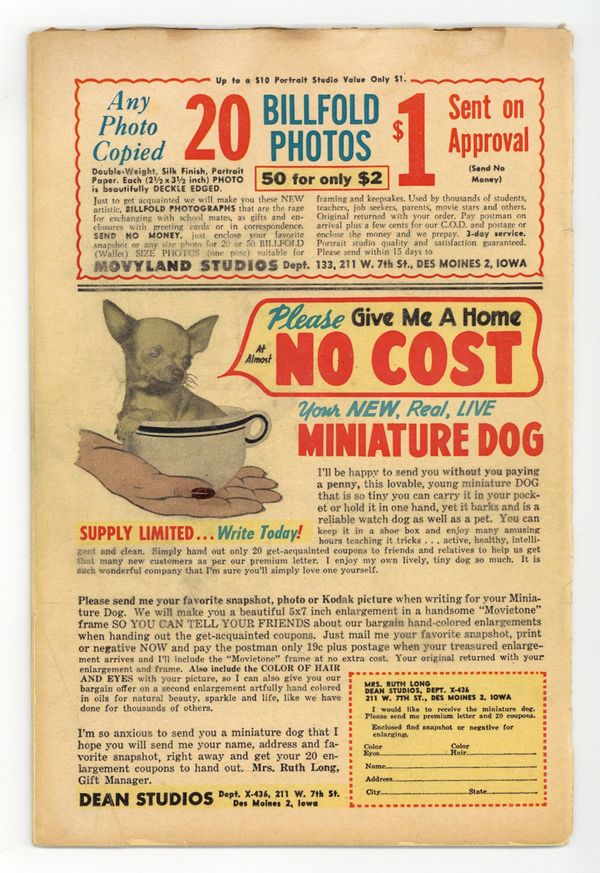 Up to a $10 Portrait Studio Value Only $1.
Any
Photo
Copied
20
BILLFOLD
PHOTOS
50 for only $2
$1
Sent on
Approval
(Send No
Money)
Double-Weight, Silk Finish, Portrait
Paper. Each (2½ x 3½ inch) PHOTO
is beautifully DECKLE EDGED.
Just to get acquainted we will make you these NEW
artistic, BILLFOLD PHOTOGRAPHS that are the rage
for exchanging with school mates, as gifts and en-
closures with greeting cards or in correspondence.
SEND NO MONEY, just enclose your favorite
snapshot or any size photo for 20 or 50 BILLFOLD
(Wallet) SIZE PHOTOS (one pose) suitable for
framing and keepsakes. Used by thousands of students,
teachers, job seekers, parents, movie stars and others.
Original returned with your order. Pay postman on
arrival plus a few cents for our C.O.D. and postage or
enclose the money and we prepay. 3-day service.
Portrait studio quality and satisfaction guaranteed.
Please send within 15 days to
MOVYLAND STUDIOS Dept. 133, 211 W. 7th St., DES MOINES 2, IOWA
Please Give Me A Home
At
Almost
NO COST
Your NEW, Real, LIVE
MINIATURE DOG
SUPPLY LIMITED... Write Today!
I'll be happy to send you without you paying
a penny, this lovable, young miniature DOG
that is so tiny you can carry it in your pock-
et or hold it in one hand, yet it barks and is a
reliable watch dog as well as a pet. You can
keep it in a shoe box and enjoy many amusing
hours teaching it tricks . . . active, healthy, intelli-
gent and clean. Simply hand out only 20 get-acquainted coupons to friends and relatives to help us get
that many new customers as per our premium letter. I enjoy my own lively, tiny dog so much. It is
such wonderful company that I'm sure you'll simply love one yourself.
Please send me your favorite snapshot, photo or Kodak picture when writing for your Minia-
ture Dog. We will make you a beautiful 5x7 inch enlargement in a handsome "Movietone"
frame SO YOU CAN TELL YOUR FRIENDS about our bargain hand-colored enlargements
when handing out the get-acquainted coupons. Just mail me your favorite snapshot, print
or negative NOW and pay the postman only 19c plus postage when your treasured enlarge-
ment arrives and I'll include the "Movietone" frame at no extra cost. Your original returned with your
enlargement and frame. Also include the COLOR OF HAIR
AND EYES with your picture, so I can also give you our
bargain offer on a second enlargement artfully hand colored
in oils for natural beauty, sparkle and life, like we have
done for thousands of others.
I'm so anxious to send you a miniature dog that I
hope you will send me your name, address and fa-
vorite snapshot, right away and get your 20 en-
largement coupons to hand out. Mrs. Ruth Long,
Gift Manager.
DEAN STUDIOS Dept. X-436, 211 W. 7th St.
Des Moines 2, Iowa
MRS. RUTH LONG
DEAN STUDIOS, DEPT. X-436
211 W. 7TH ST., DES MOINES 2, IOWA
I would like to receive the miniature dog.
Please send me premium letter and 20 coupons.
Enclosed find snapshot or negative for
enlarging.
Color Color
Eyes Hair
Name
Address
City State